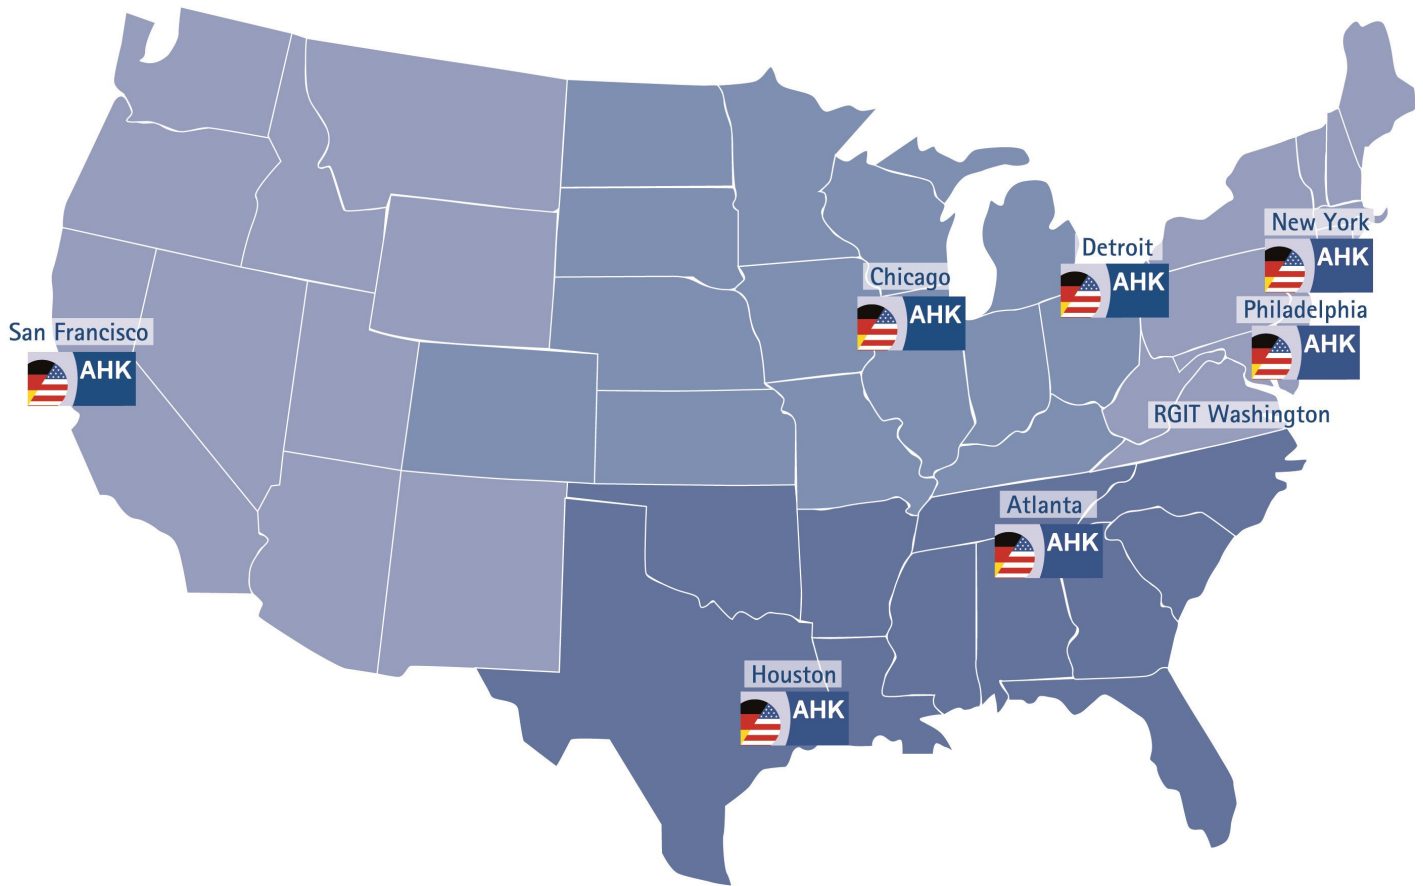 New York
AHK
Detroit
AHK
Chicago
AHK
Philadelphia
AHK
San Francisco
AHK
RGIT Washington
Atlanta
AHK
Houston
AHK